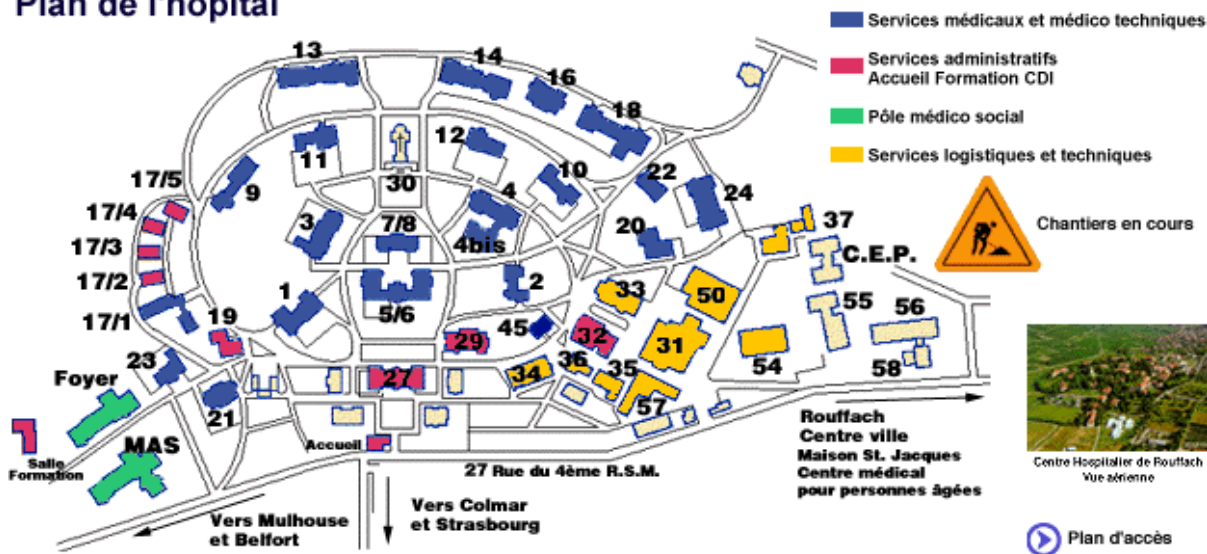 Plan de l'hôpital
Services médicaux et médico techniques
Services administratifs
Accueil Formation CDI
Pôle médico social
Services logistiques et techniques
Chantiers en cours
13
14
16
18
12
11
30
10
22
24
9
17/5
17/4
17/3
17/2
17/1
3
7/8
4
4bis
20
37
C.E.P.
1
5/6
2
33
50
55
56
19
45
32
31
29
36
54
58
23
27
34
35
57
Foyer
21
MAS
Accueil
Salle
Formation
27 Rue du 4ème R.S.M.
Rouffach
Centre ville
Maison St. Jacques
Centre médical
pour personnes âgées
Vers Mulhouse
et Belfort
Vers Colmar
et Strasbourg
Centre Hospitalier de Rouffach
Vue aérienne
Plan d'accès